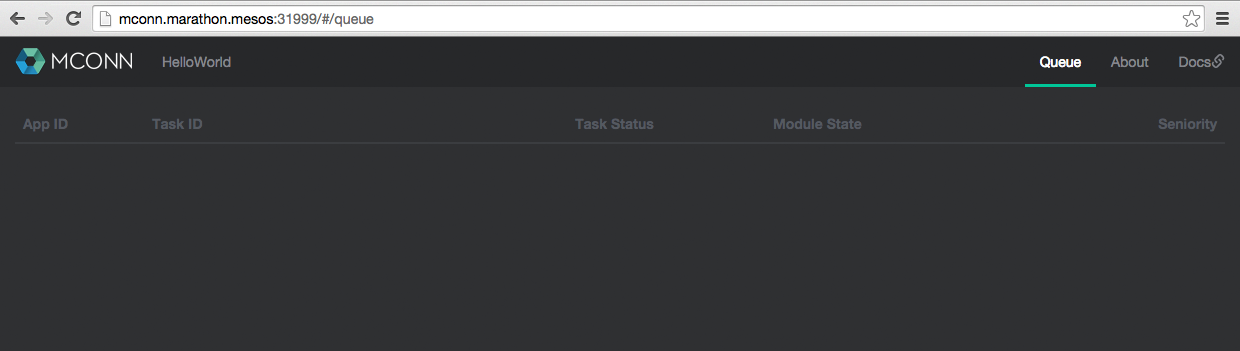 mconn.marathon.mesos:31999/#/queue
MCONN HelloWorld Queue About Docs
App ID Task ID Task Status Module State Seniority